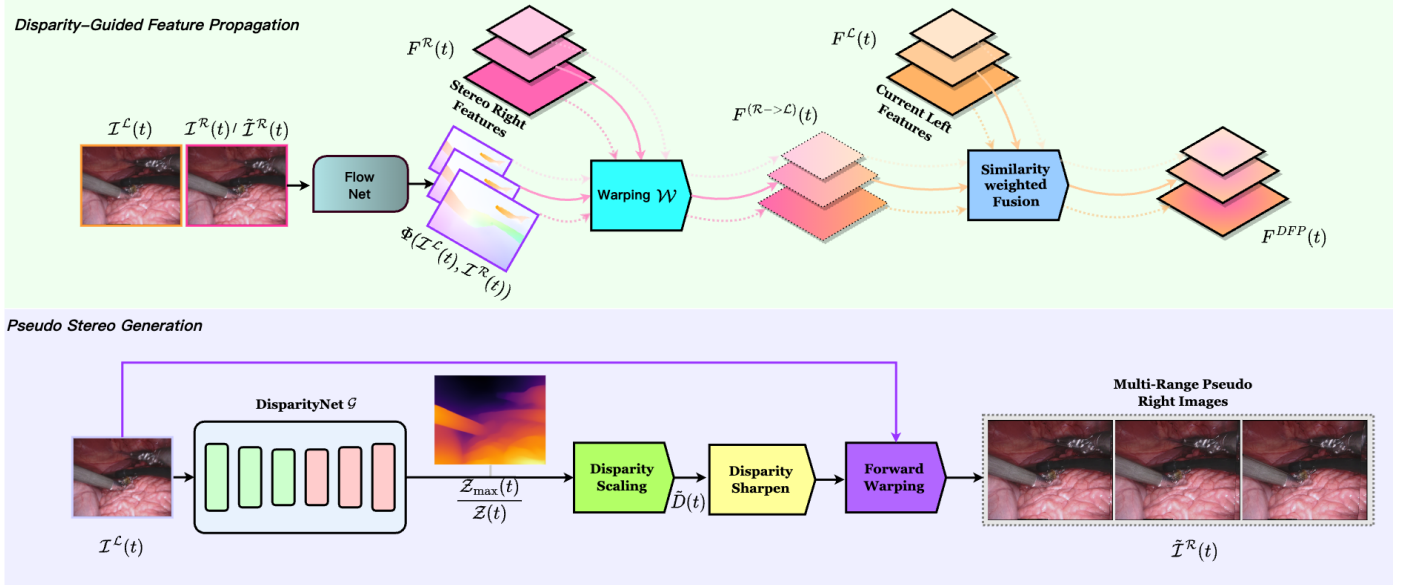 Disparity–Guided Feature Propagation
F^ℛ(t)
F^ℒ(t)
Stereo Right
Features
Current Left
Features
ℐ^ℒ(t)
ℐ^ℛ(t) / ℐ̃^ℛ(t)
F^(ℛ->ℒ)(t)
Flow
Net
Warping 𝒲
Similarity
weighted
Fusion
Φ(ℐ^ℒ(t), ℐ^ℛ(t))
F^DFP(t)
Pseudo Stereo Generation
Multi-Range Pseudo
Right Images
DisparityNet 𝒢
Disparity
Scaling
Disparity
Sharpen
Forward
Warping
𝒵max(t)
𝒵(t)
D̃(t)
ℐ^ℒ(t)
ℐ̃^ℛ(t)